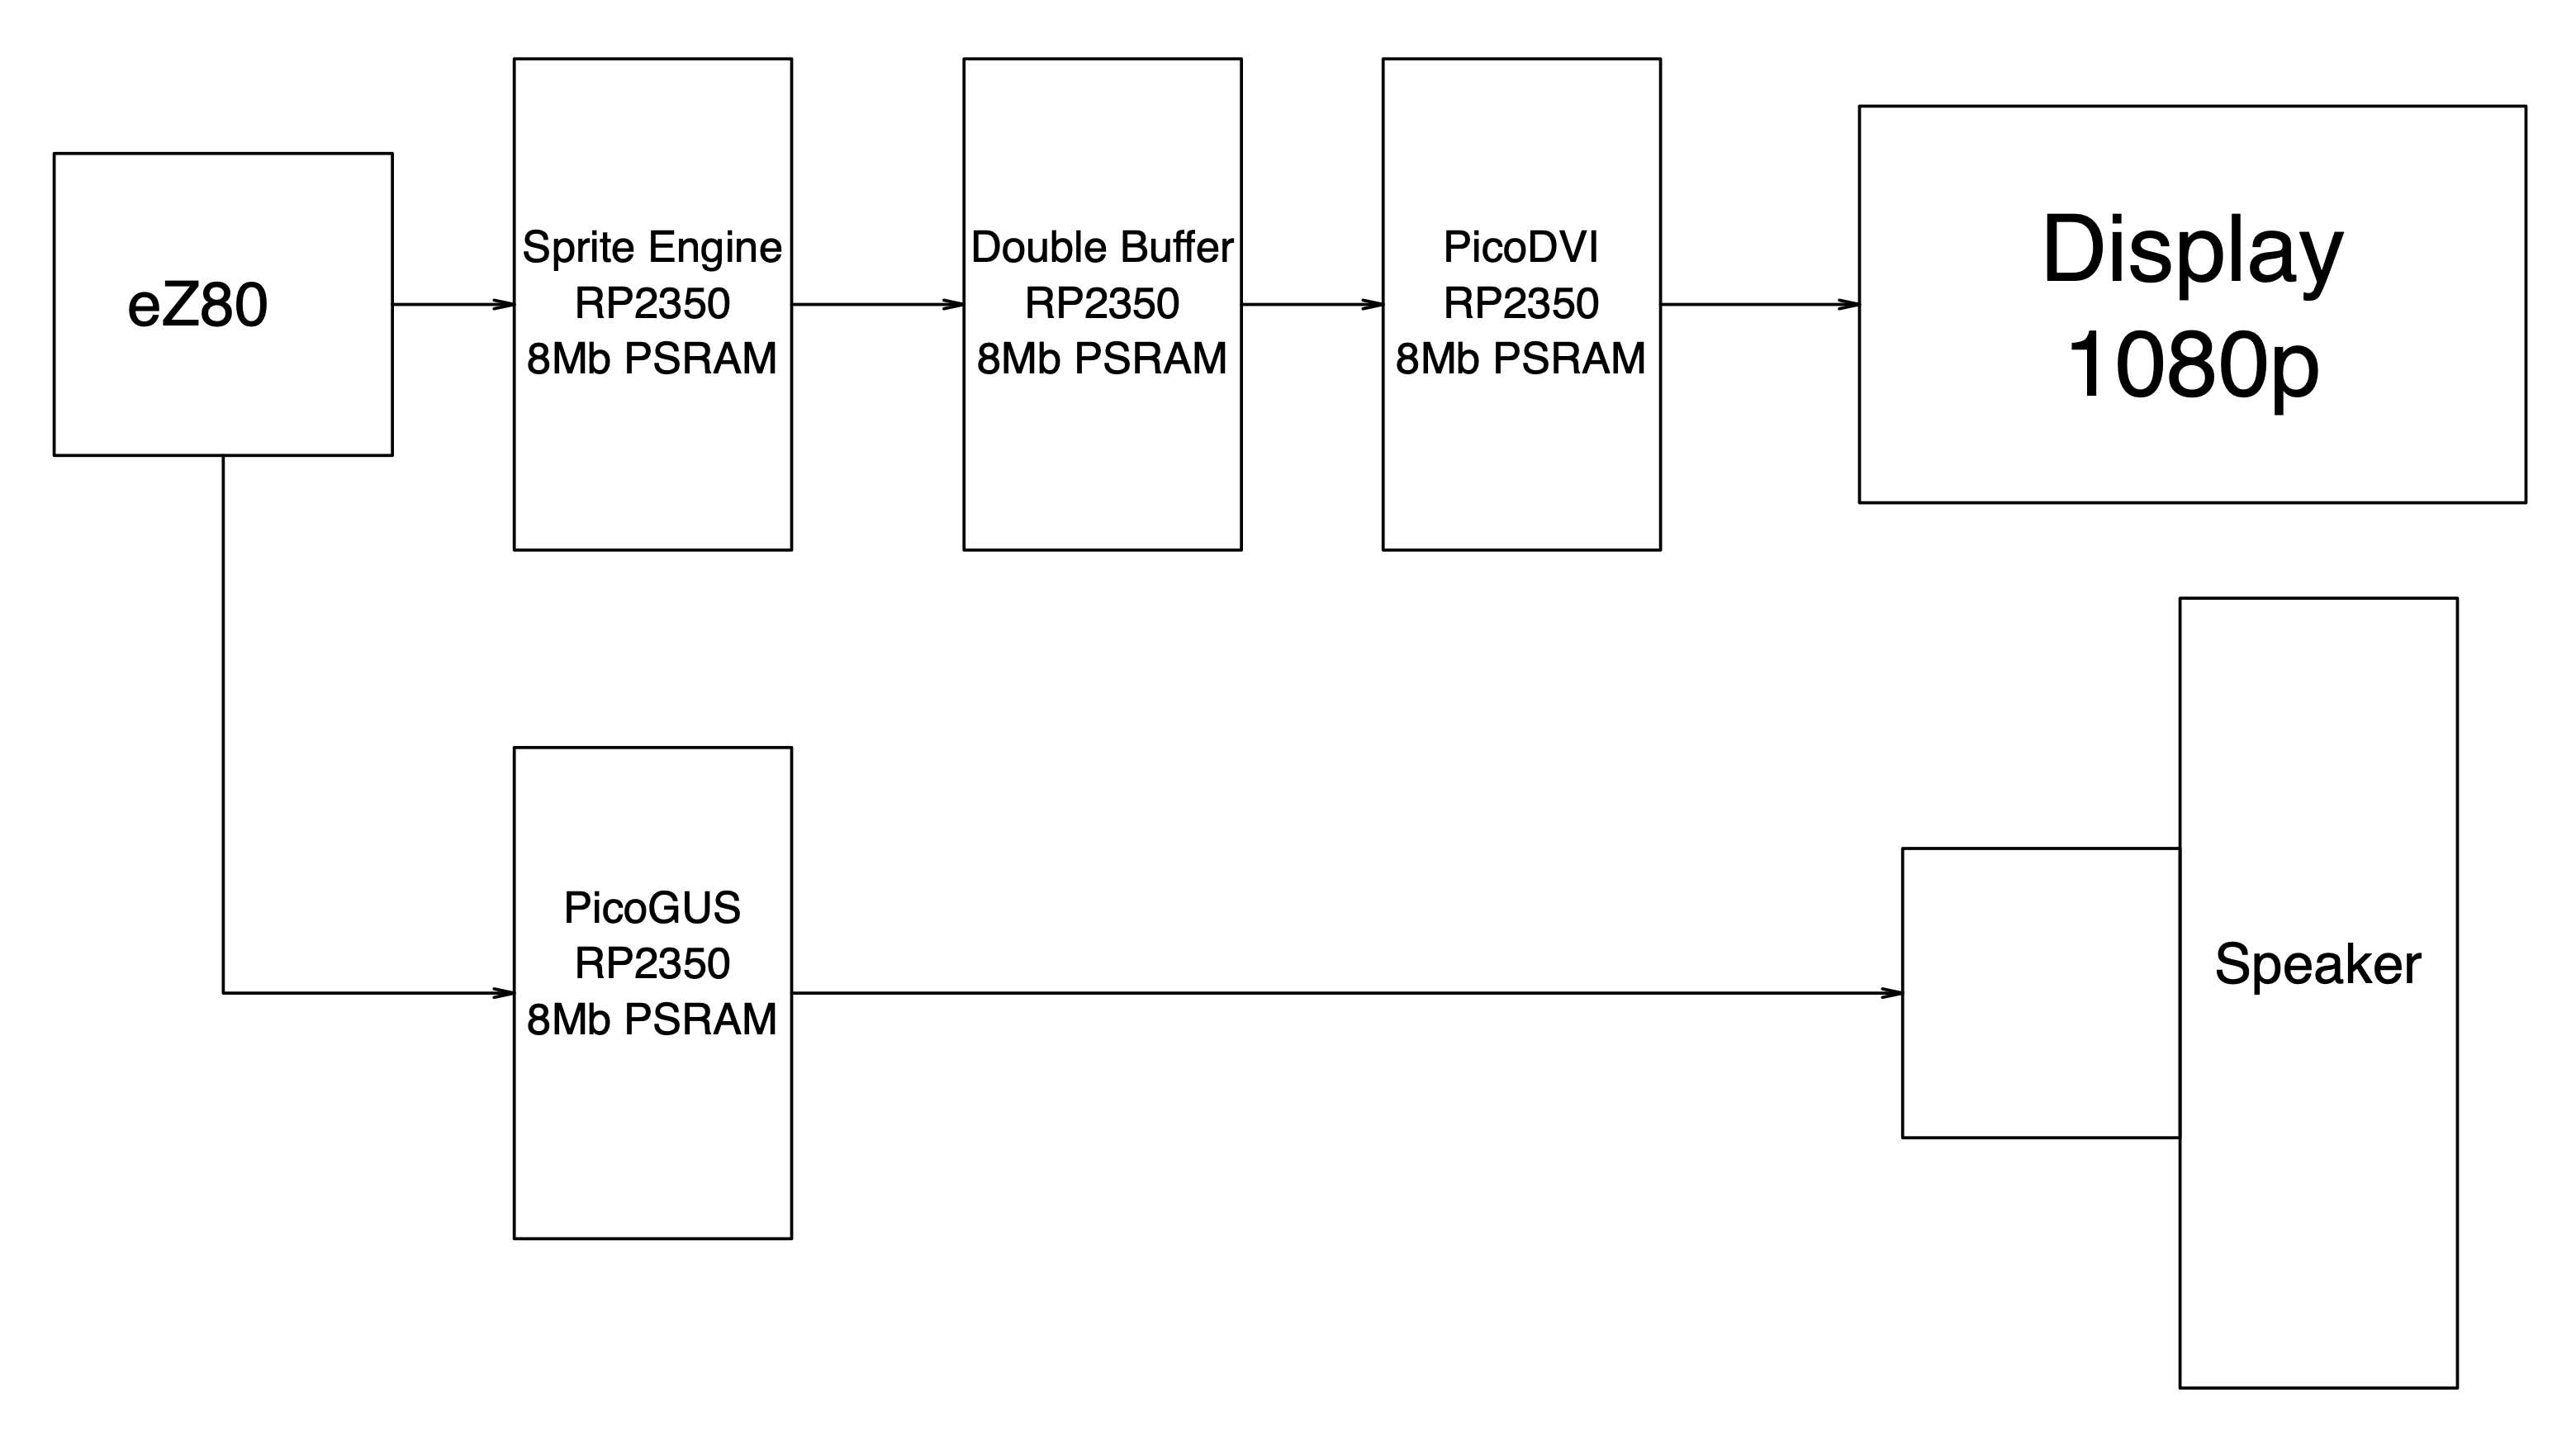 eZ80
Sprite Engine
RP2350
8Mb PSRAM
Double Buffer
RP2350
8Mb PSRAM
PicoDVI
RP2350
8Mb PSRAM
Display
1080p
PicoGUS
RP2350
8Mb PSRAM
Speaker